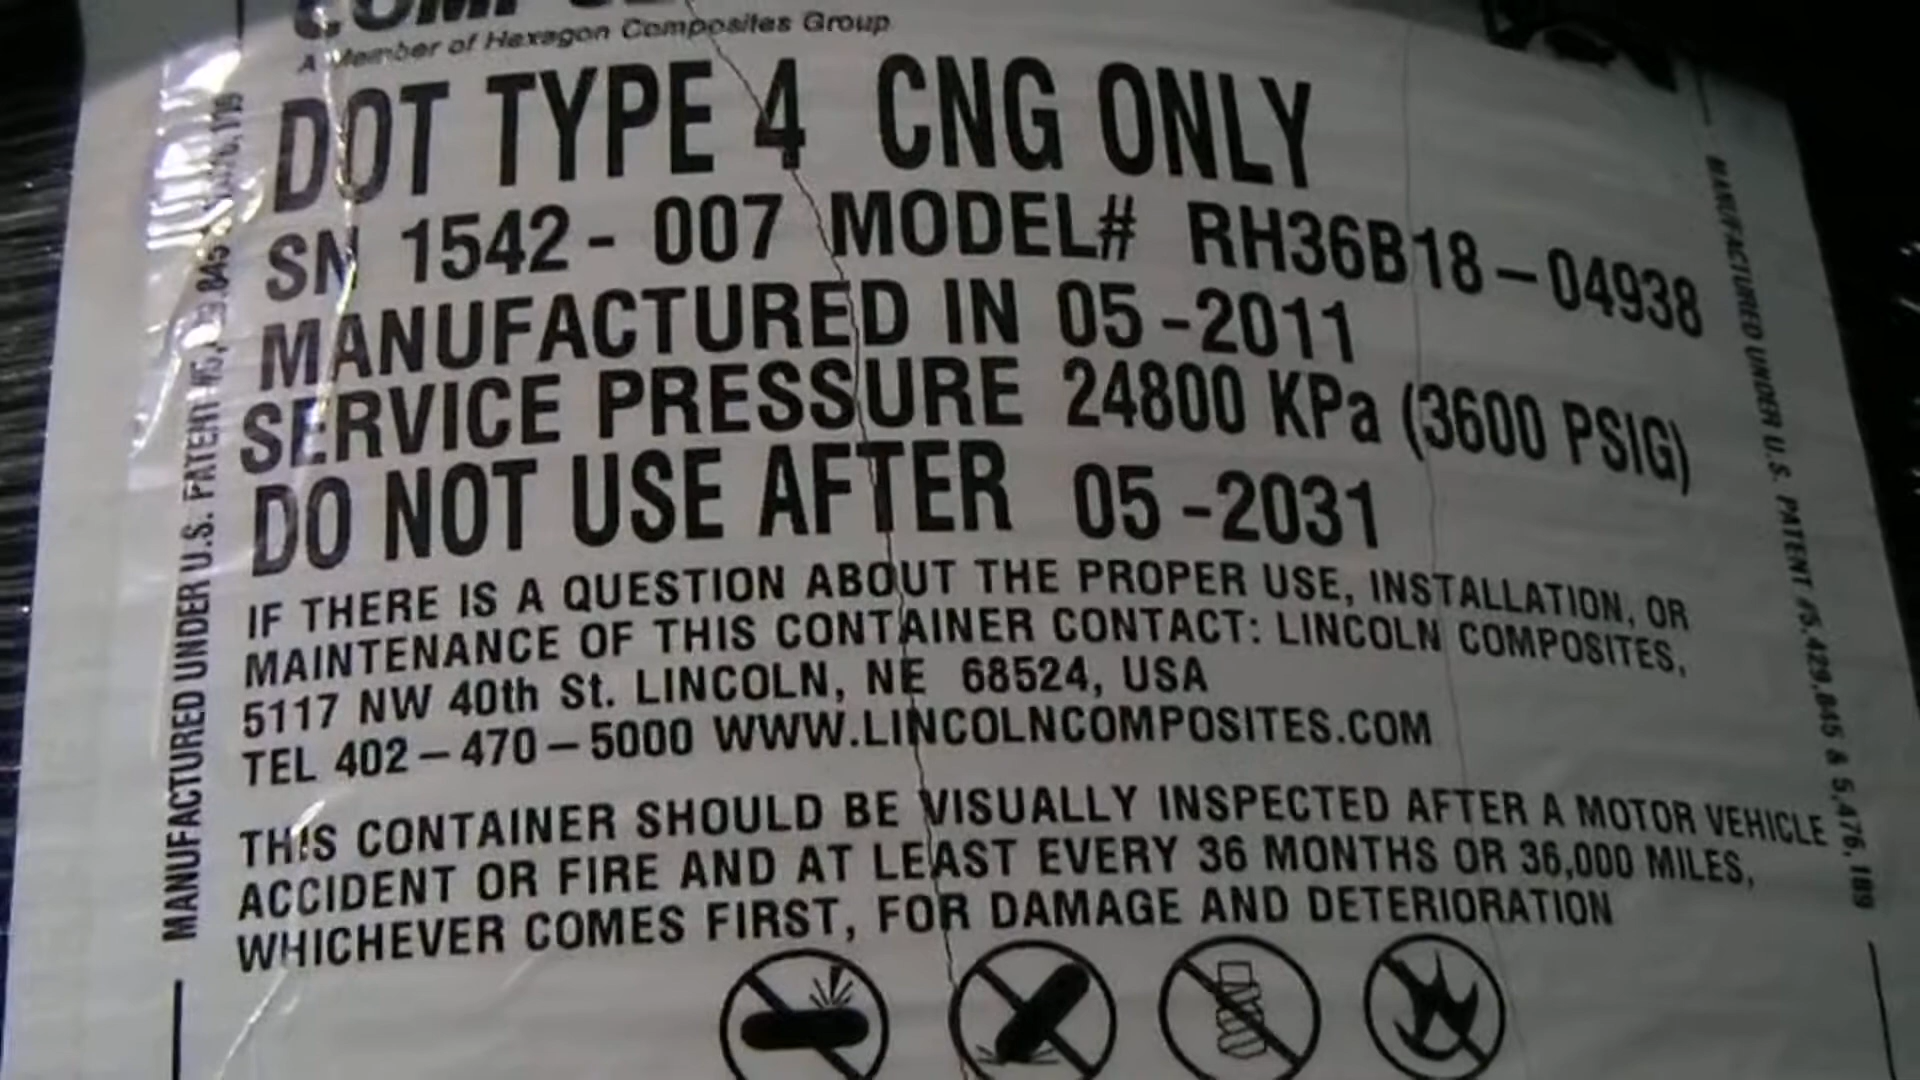 A Member of Hexagon Composites Group
DOT TYPE 4 CNG ONLY
SN 1542 - 007 MODEL# RH36B18 - 04938
MANUFACTURED IN 05 - 2011
SERVICE PRESSURE 24800 KPa (3600 PSIG)
DO NOT USE AFTER 05 - 2031
IF THERE IS A QUESTION ABOUT THE PROPER USE, INSTALLATION, OR
MAINTENANCE OF THIS CONTAINER CONTACT: LINCOLN COMPOSITES,
5117 NW 40th St. LINCOLN, NE 68524, USA
TEL 402 - 470 - 5000 WWW.LINCOLNCOMPOSITES.COM
THIS CONTAINER SHOULD BE VISUALLY INSPECTED AFTER A MOTOR VEHICLE
ACCIDENT OR FIRE AND AT LEAST EVERY 36 MONTHS OR 36,000 MILES,
WHICHEVER COMES FIRST, FOR DAMAGE AND DETERIORATION
MANUFACTURED UNDER U.S. PATENT
MANUFACTURED UNDER U.S. PATENT #5,429,845 & 5,476,189